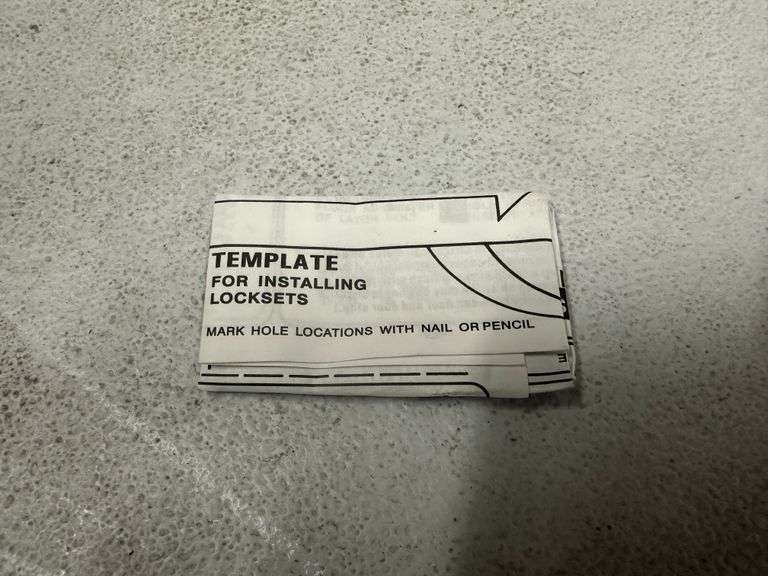 TEMPLATE
FOR INSTALLING
LOCKSETS
MARK HOLE LOCATIONS WITH NAIL OR PENCIL